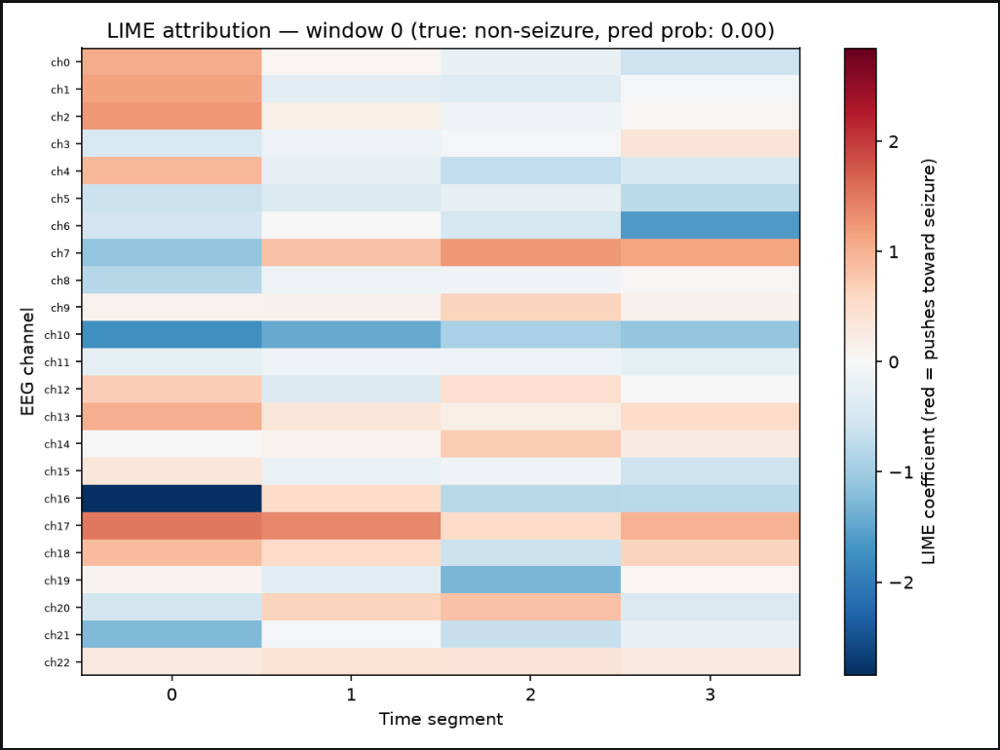 LIME attribution — window 0 (true: non-seizure, pred prob: 0.00)
EEG channel
ch0
ch1
ch2
ch3
ch4
ch5
ch6
ch7
ch8
ch9
ch10
ch11
ch12
ch13
ch14
ch15
ch16
ch17
ch18
ch19
ch20
ch21
ch22
0 1 2 3
Time segment
2
1
0
−1
−2
LIME coefficient (red = pushes toward seizure)